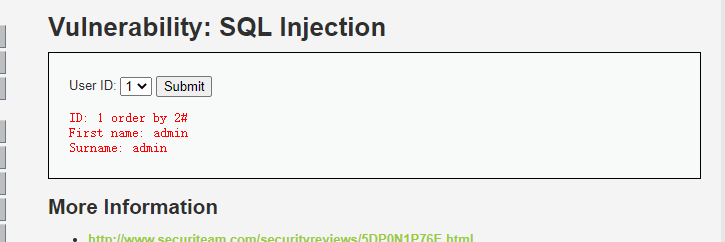 Vulnerability: SQL Injection
User ID: 1 Submit
ID: 1 order by 2#
First name: admin
Surname: admin
More Information
http://www.securiteam.com/securityreviews/5DP0N1P76E.html